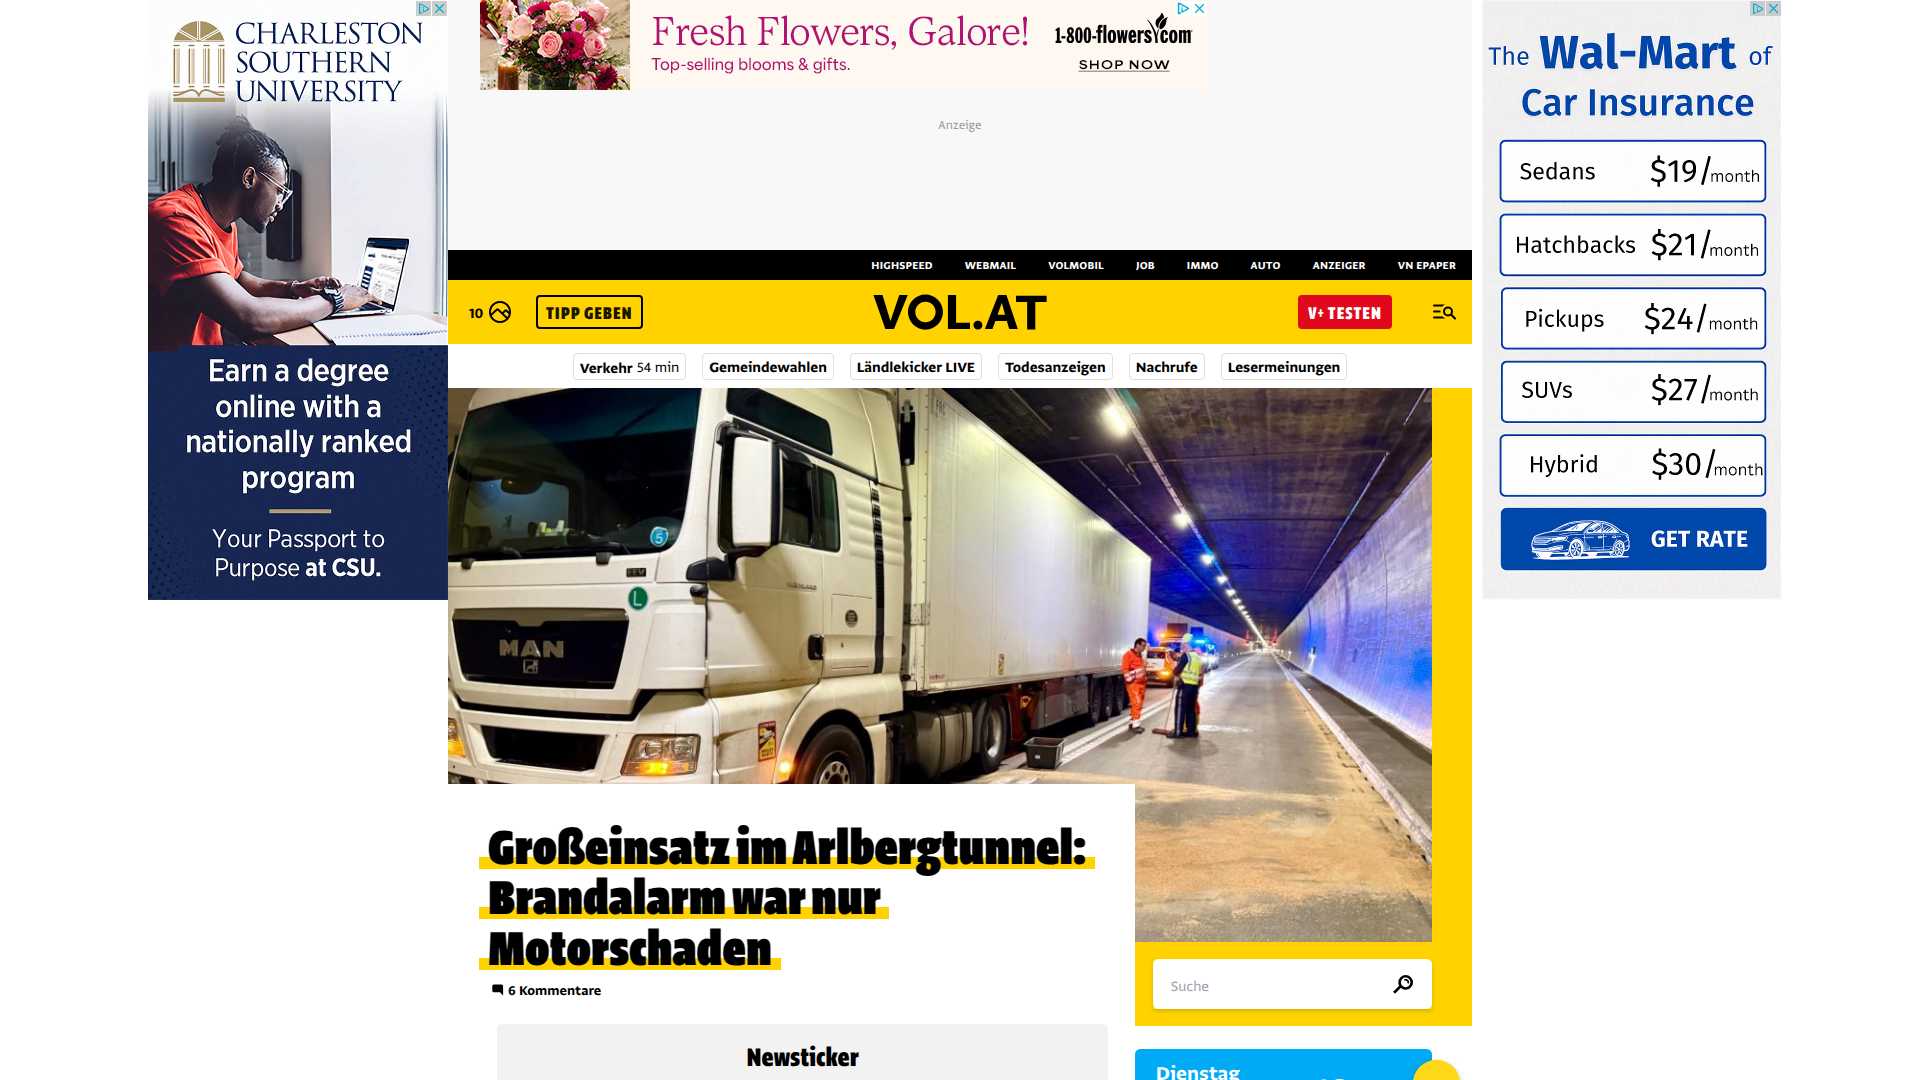 CHARLESTON
SOUTHERN
UNIVERSITY
Earn a degree
online with a
nationally ranked
program
Your Passport to
Purpose at CSU.
Fresh Flowers, Galore!
Top-selling blooms & gifts.
1-800-flowers.com
SHOP NOW
Anzeige
The Wal-Mart of
Car Insurance
Sedans $19/month
Hatchbacks $21/month
Pickups $24/month
SUVs $27/month
Hybrid $30/month
GET RATE
HIGHSPEED WEBMAIL VOLMOBIL JOB IMMO AUTO ANZEIGER VN EPAPER
10 TIPP GEBEN VOL.AT V+ TESTEN
Verkehr 54 min Gemeindewahlen Ländlekicker LIVE Todesanzeigen Nachrufe Lesermeinungen
5
L
MAN
Großeinsatz im Arlbergtunnel:
Brandalarm war nur
Motorschaden
6 Kommentare
Suche
Newsticker
Dienstag